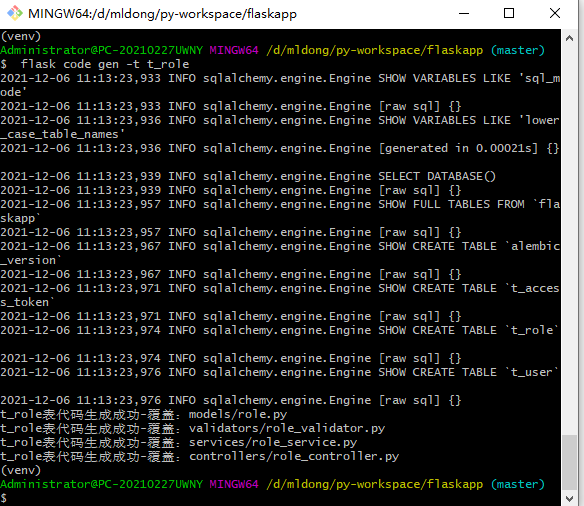 MINGW64:/d/mldong/py-workspace/flaskapp
(venv)
Administrator@PC-20210227UWNY MINGW64 /d/mldong/py-workspace/flaskapp (master)
$  flask code gen -t t_role
2021-12-06 11:13:23,933 INFO sqlalchemy.engine.Engine SHOW VARIABLES LIKE 'sql_m
ode'
2021-12-06 11:13:23,933 INFO sqlalchemy.engine.Engine [raw sql] {}
2021-12-06 11:13:23,936 INFO sqlalchemy.engine.Engine SHOW VARIABLES LIKE 'lower
_case_table_names'
2021-12-06 11:13:23,936 INFO sqlalchemy.engine.Engine [generated in 0.00021s] {}
2021-12-06 11:13:23,939 INFO sqlalchemy.engine.Engine SELECT DATABASE()
2021-12-06 11:13:23,939 INFO sqlalchemy.engine.Engine [raw sql] {}
2021-12-06 11:13:23,957 INFO sqlalchemy.engine.Engine SHOW FULL TABLES FROM `fla
skapp`
2021-12-06 11:13:23,957 INFO sqlalchemy.engine.Engine [raw sql] {}
2021-12-06 11:13:23,967 INFO sqlalchemy.engine.Engine SHOW CREATE TABLE `alembic
_version`
2021-12-06 11:13:23,967 INFO sqlalchemy.engine.Engine [raw sql] {}
2021-12-06 11:13:23,971 INFO sqlalchemy.engine.Engine SHOW CREATE TABLE `t_acces
s_token`
2021-12-06 11:13:23,971 INFO sqlalchemy.engine.Engine [raw sql] {}
2021-12-06 11:13:23,974 INFO sqlalchemy.engine.Engine SHOW CREATE TABLE `t_role`
2021-12-06 11:13:23,974 INFO sqlalchemy.engine.Engine [raw sql] {}
2021-12-06 11:13:23,976 INFO sqlalchemy.engine.Engine SHOW CREATE TABLE `t_user`
2021-12-06 11:13:23,976 INFO sqlalchemy.engine.Engine [raw sql] {}
t_role表代码生成成功-覆盖：models/role.py
t_role表代码生成成功-覆盖：validators/role_validator.py
t_role表代码生成成功-覆盖：services/role_service.py
t_role表代码生成成功-覆盖：controllers/role_controller.py
(venv)
Administrator@PC-20210227UWNY MINGW64 /d/mldong/py-workspace/flaskapp (master)
$